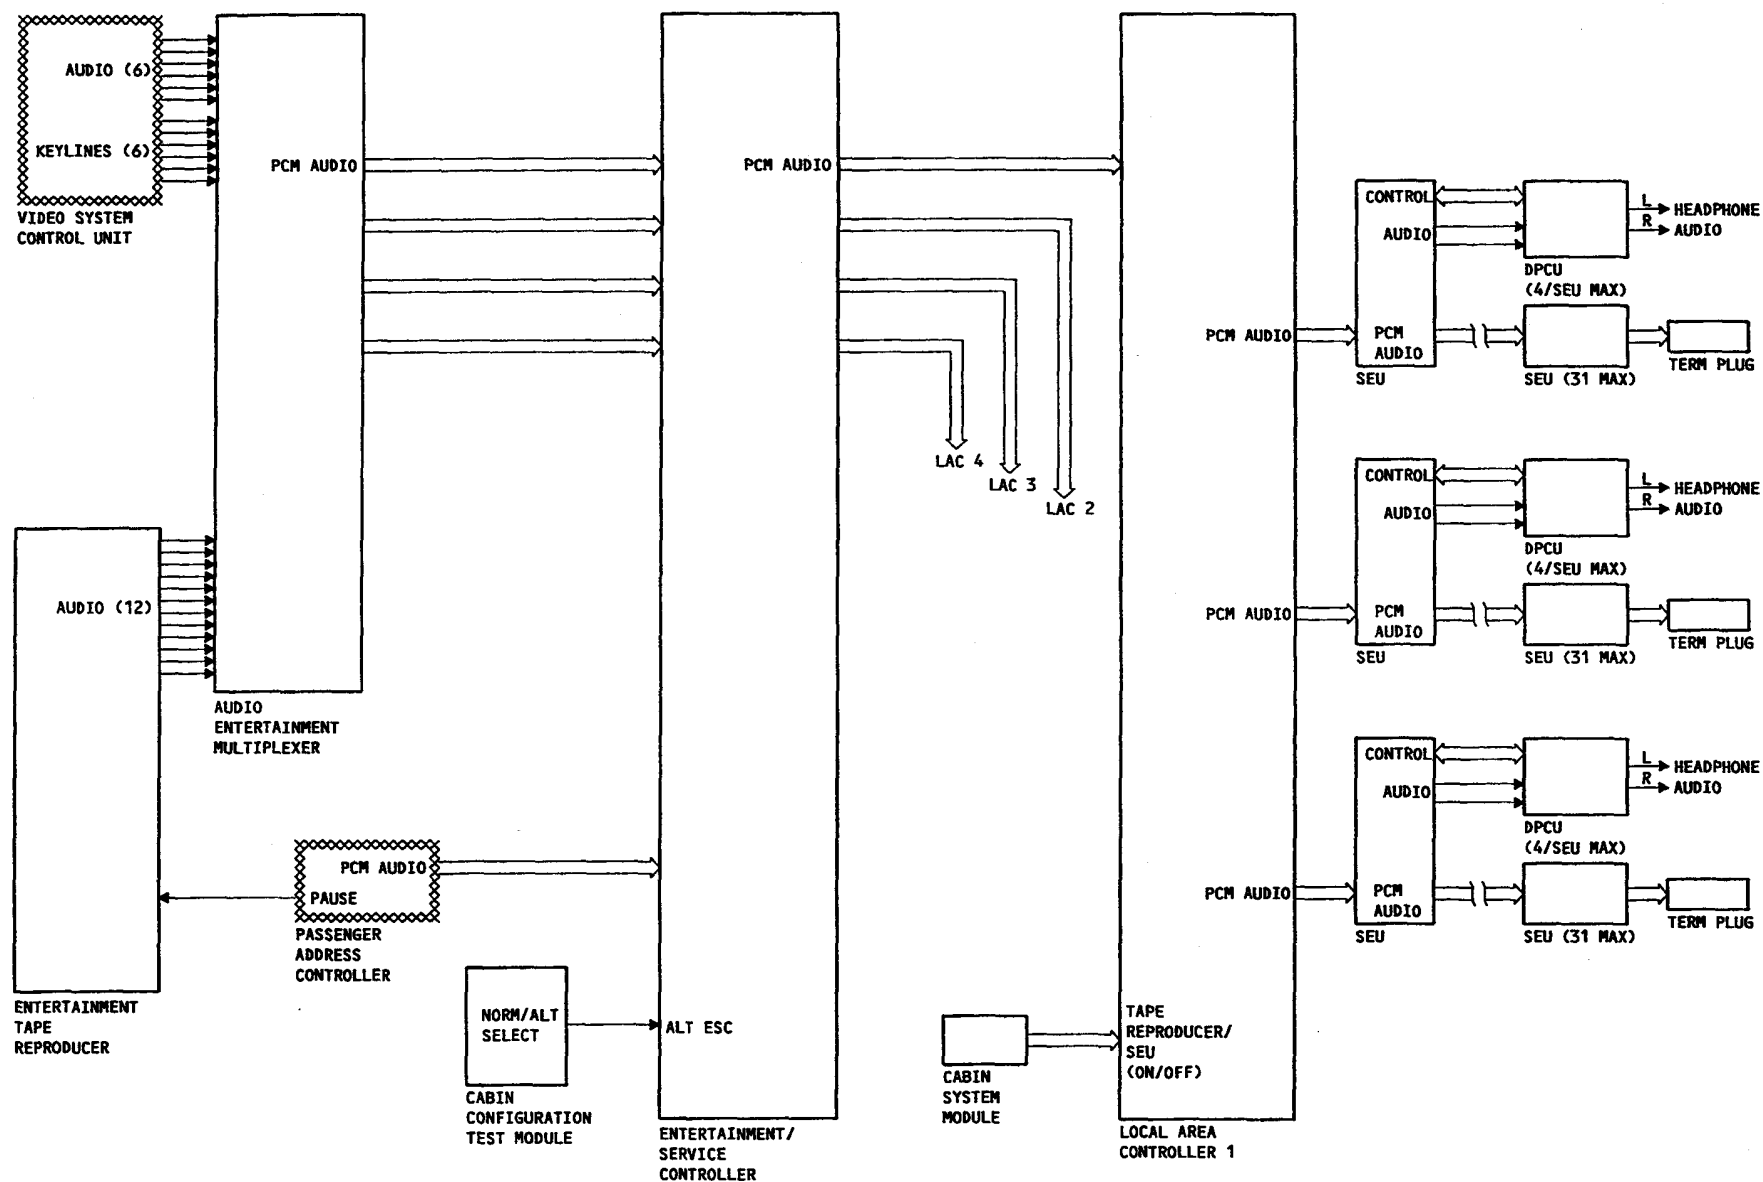 AUDIO (6)
KEYLINES (6)
VIDEO SYSTEM
CONTROL UNIT
PCM AUDIO
AUDIO
ENTERTAINMENT
MULTIPLEXER
AUDIO (12)
ENTERTAINMENT
TAPE
REPRODUCER
PCM AUDIO
PAUSE
PASSENGER
ADDRESS
CONTROLLER
NORM/ALT
SELECT
CABIN
CONFIGURATION
TEST MODULE
PCM AUDIO
ALT ESC
ENTERTAINMENT/
SERVICE
CONTROLLER
LAC 4
LAC 3
LAC 2
CABIN
SYSTEM
MODULE
PCM AUDIO
PCM AUDIO
PCM AUDIO
TAPE
REPRODUCER/
SEU
(ON/OFF)
LOCAL AREA
CONTROLLER 1
CONTROL
AUDIO
PCM
AUDIO
SEU
DPCU
(4/SEU MAX)
L
R
HEADPHONE
AUDIO
SEU (31 MAX)
TERM PLUG
CONTROL
AUDIO
PCM
AUDIO
SEU
DPCU
(4/SEU MAX)
L
R
HEADPHONE
AUDIO
SEU (31 MAX)
TERM PLUG
CONTROL
AUDIO
PCM
AUDIO
SEU
DPCU
(4/SEU MAX)
L
R
HEADPHONE
AUDIO
SEU (31 MAX)
TERM PLUG